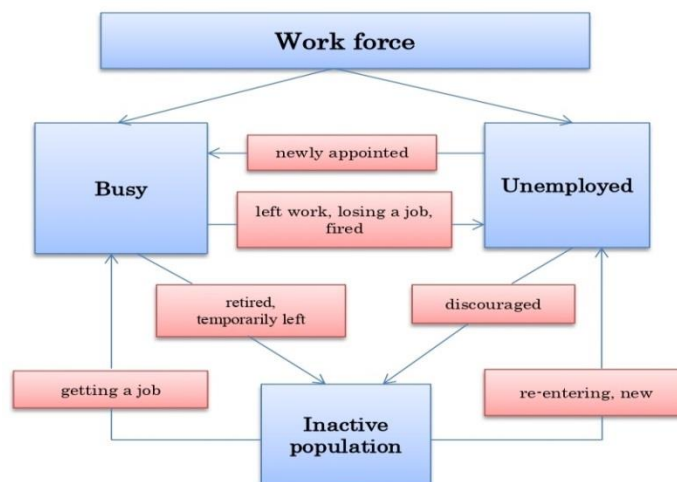 Work force
newly appointed
Busy
Unemployed
left work, losing a job,
fired
retired,
temporarily left
discouraged
getting a job
re-entering, new
Inactive
population